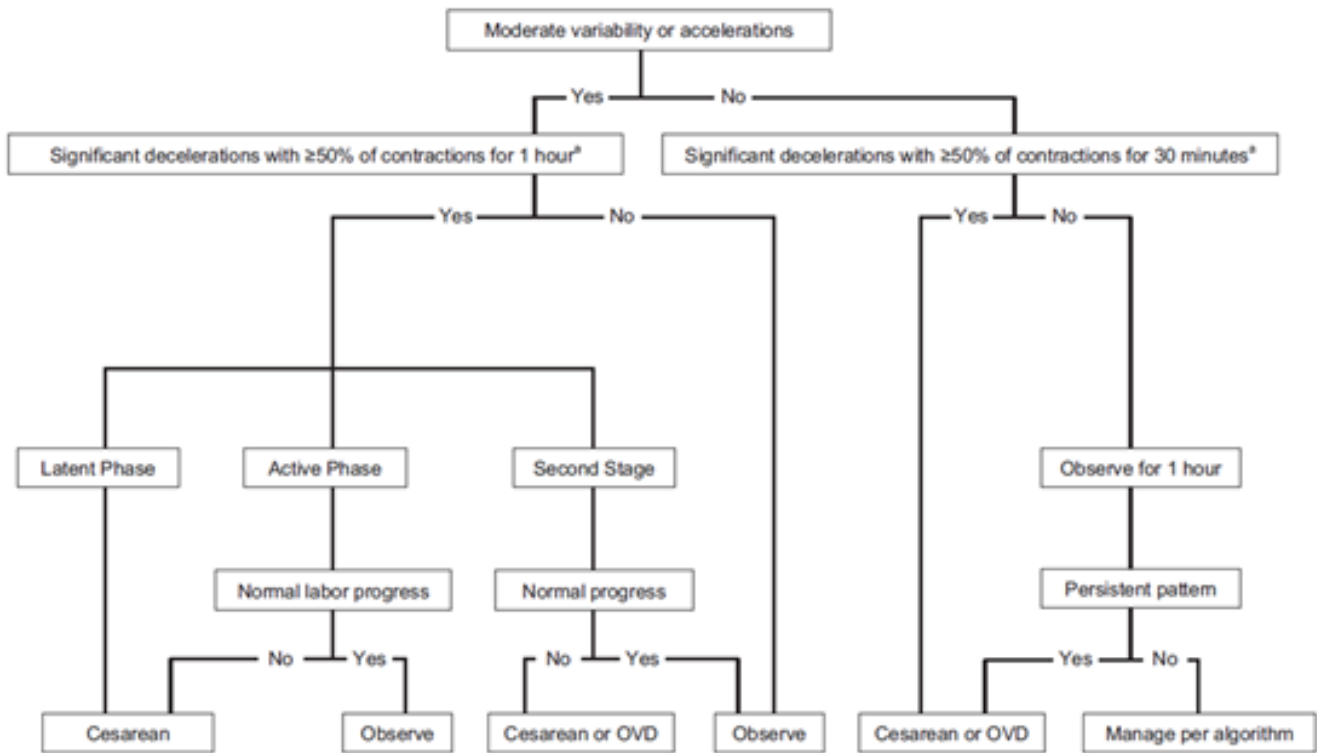 Moderate variability or accelerations
Yes No
Significant decelerations with ≥50% of contractions for 1 hourª
Significant decelerations with ≥50% of contractions for 30 minutesª
Yes No
Yes No
Latent Phase
Active Phase
Second Stage
Observe for 1 hour
Normal labor progress
Normal progress
Persistent pattern
No Yes
No Yes
Yes No
Cesarean
Observe
Cesarean or OVD
Observe
Cesarean or OVD
Manage per algorithm